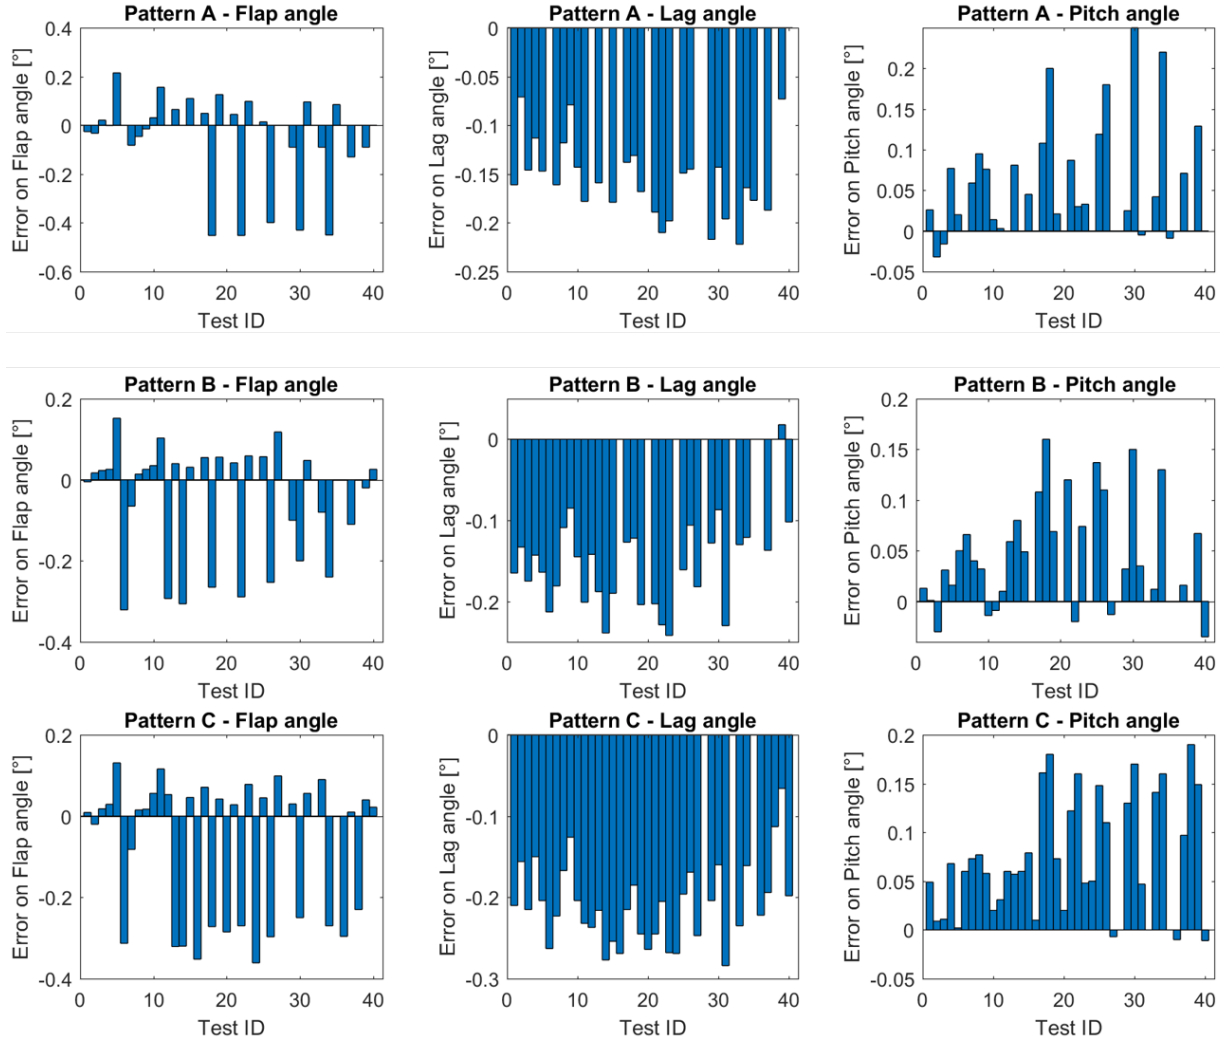 Pattern A - Flap angle
Error on Flap angle [°]
0.4
0.2
0
-0.2
-0.4
-0.6
0 10 20 30 40
Test ID
Pattern A - Lag angle
Error on Lag angle [°]
0
-0.05
-0.1
-0.15
-0.2
-0.25
0 10 20 30 40
Test ID
Pattern A - Pitch angle
Error on Pitch angle [°]
0.2
0.15
0.1
0.05
0
-0.05
0 10 20 30 40
Test ID
Pattern B - Flap angle
Error on Flap angle [°]
0.2
0
-0.2
-0.4
0 10 20 30 40
Test ID
Pattern B - Lag angle
Error on Lag angle [°]
0
-0.1
-0.2
0 10 20 30 40
Test ID
Pattern B - Pitch angle
Error on Pitch angle [°]
0.2
0.15
0.1
0.05
0
0 10 20 30 40
Test ID
Pattern C - Flap angle
Error on Flap angle [°]
0.2
0
-0.2
-0.4
0 10 20 30 40
Test ID
Pattern C - Lag angle
Error on Lag angle [°]
0
-0.1
-0.2
-0.3
0 10 20 30 40
Test ID
Pattern C - Pitch angle
Error on Pitch angle [°]
0.2
0.15
0.1
0.05
0
-0.05
0 10 20 30 40
Test ID